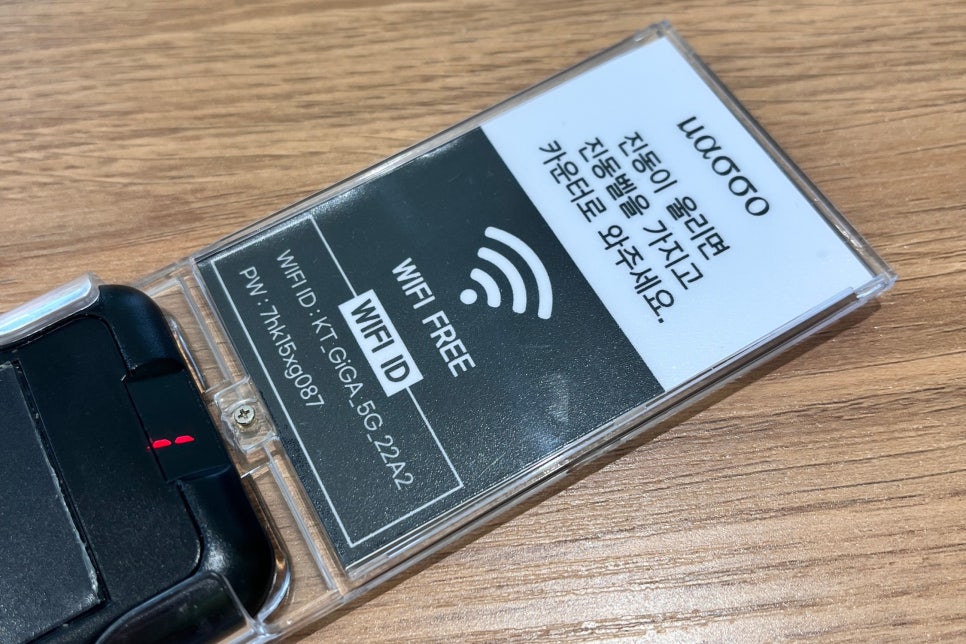 uασσο
진동이 울리면
진동벨을 가지고
카운터로 와주세요.
WIFI FREE
WIFI ID
WIFI ID : KT_GiGA_5G_22A2
PW : 7hk15xg087